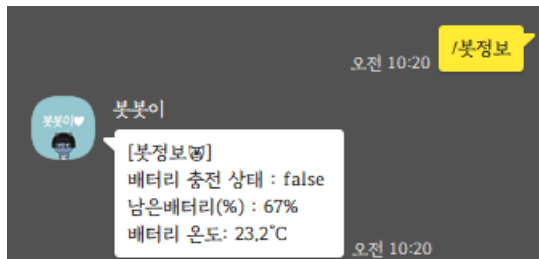 /봇정보
오전 10:20
봇봇이♥
봇봇이
[봇정보🐯]
배터리 충전 상태 : false
남은배터리(%) : 67%
배터리 온도: 23,2˚C
오전 10:20